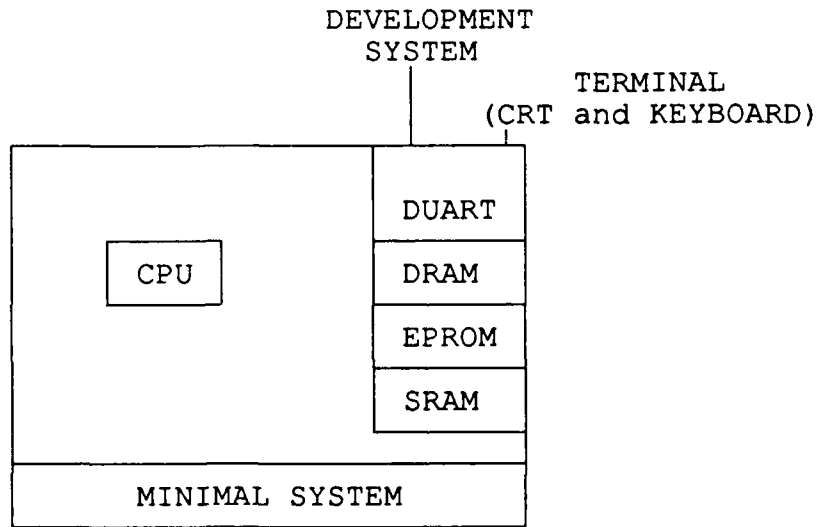 DEVELOPMENT
SYSTEM
TERMINAL
(CRT and KEYBOARD)
DUART
CPU
DRAM
EPROM
SRAM
MINIMAL SYSTEM